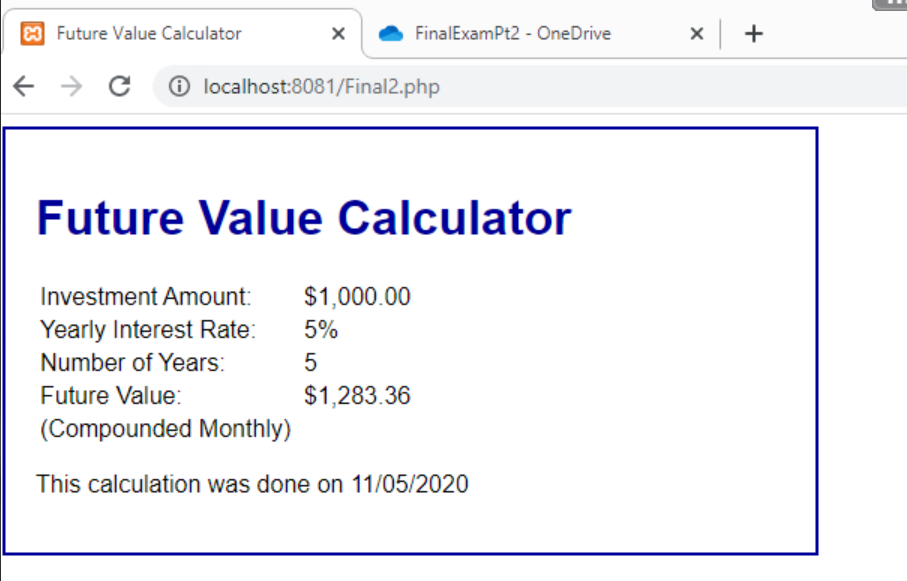 Future Value Calculator
FinalExamPt2 - OneDrive
localhost:8081/Final2.php
Future Value Calculator
Investment Amount: $1,000.00
Yearly Interest Rate: 5%
Number of Years: 5
Future Value: $1,283.36
(Compounded Monthly)
This calculation was done on 11/05/2020